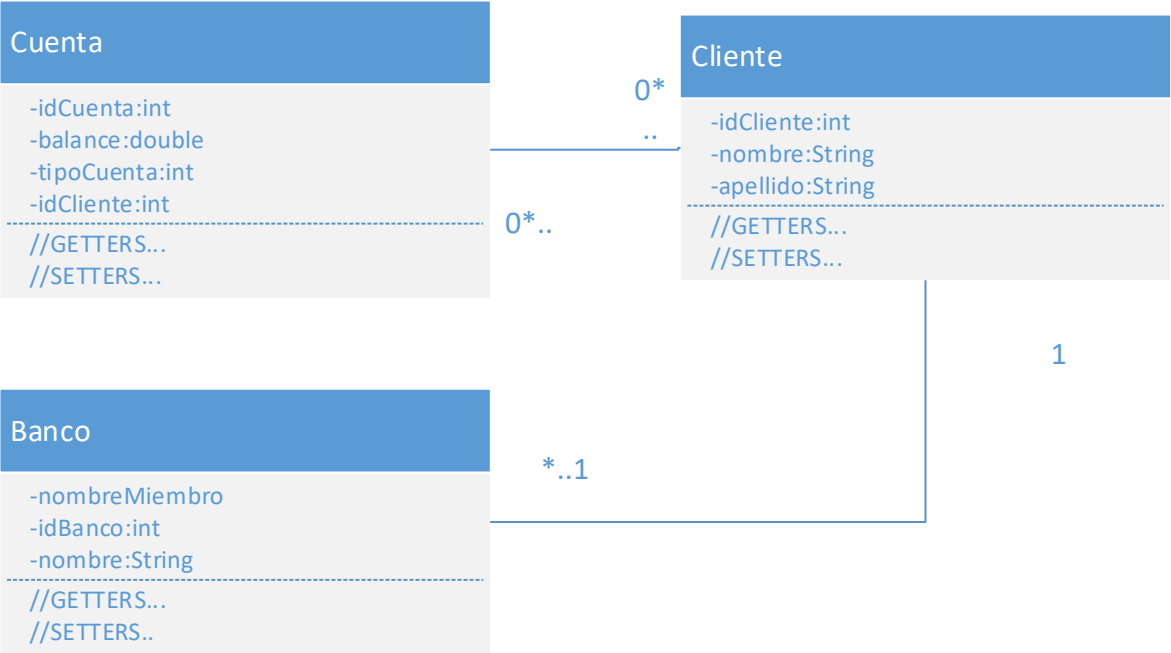 Cuenta
-idCuenta:int
-balance:double
-tipoCuenta:int
-idCliente:int
//GETTERS...
//SETTERS...
0*
..
0*..
Cliente
-idCliente:int
-nombre:String
-apellido:String
//GETTERS...
//SETTERS...
1
Banco
-nombreMiembro
-idBanco:int
-nombre:String
//GETTERS...
//SETTERS..
*..1